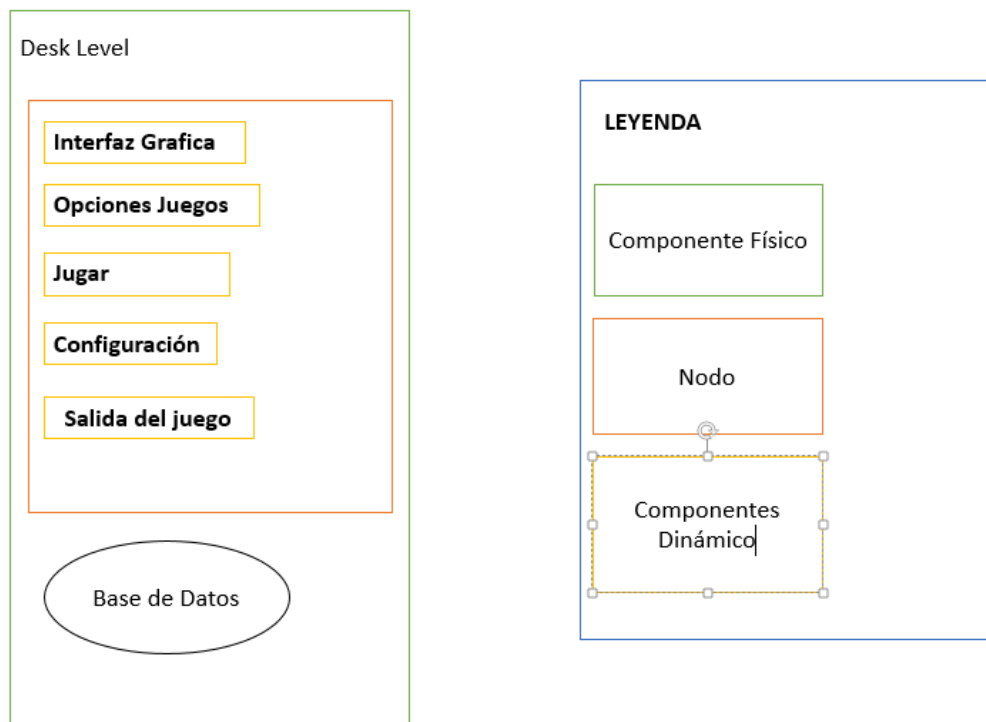 Desk Level
Interfaz Grafica
Opciones Juegos
Jugar
Configuración
Salida del juego
Base de Datos
LEYENDA
Componente Físico
Nodo
Componentes
Dinámico